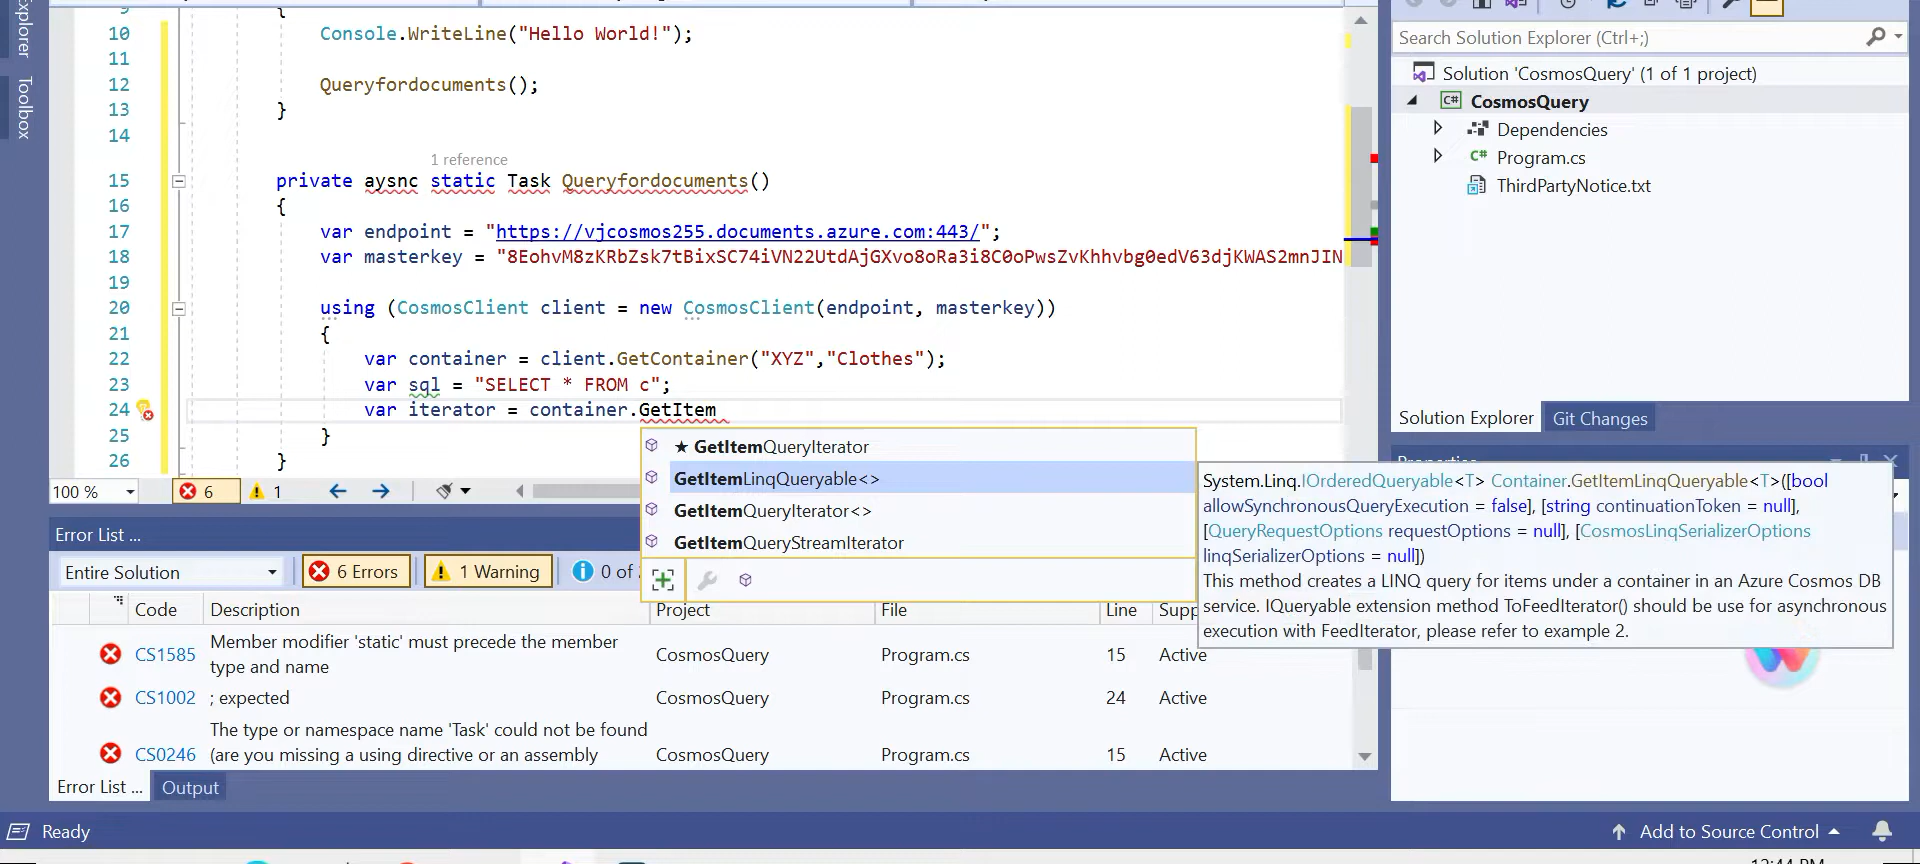 Explorer
Toolbox
9 {
10 Console.WriteLine("Hello World!");
11
12 Queryfordocuments();
13 }
14
1 reference
15 private aysnc static Task Queryfordocuments()
16 {
17 var endpoint = "https://vjcosmos255.documents.azure.com:443/";
18 var masterkey = "8EohvM8zKRbZsk7tBixSC74iVN22UtdAjGXvo8oRa3i8C0oPwsZvKhhvbg0edV63djKWAS2mnJIN
19
20 using (CosmosClient client = new CosmosClient(endpoint, masterkey))
21 {
22 var container = client.GetContainer("XYZ","Clothes");
23 var sql = "SELECT * FROM c";
24 var iterator = container.GetItem
25 }
26 }
★ GetItemQueryIterator
GetItemLinqQueryable<>
GetItemQueryIterator<>
GetItemQueryStreamIterator
System.Linq.IOrderedQueryable<T> Container.GetItemLinqQueryable<T>([bool
allowSynchronousQueryExecution = false], [string continuationToken = null],
[QueryRequestOptions requestOptions = null], [CosmosLinqSerializerOptions
linqSerializerOptions = null])
This method creates a LINQ query for items under a container in an Azure Cosmos DB
service. IQueryable extension method ToFeedIterator() should be use for asynchronous
execution with FeedIterator, please refer to example 2.
100 % 6 1
Error List ...
Entire Solution 6 Errors 1 Warning 0 of
Code Description Project File Line Supp
CS1585 Member modifier 'static' must precede the member
type and name CosmosQuery Program.cs 15 Active
CS1002 ; expected CosmosQuery Program.cs 24 Active
The type or namespace name 'Task' could not be found
CS0246 (are you missing a using directive or an assembly CosmosQuery Program.cs 15 Active
Error List ... Output
Search Solution Explorer (Ctrl+;)
Solution 'CosmosQuery' (1 of 1 project)
C# CosmosQuery
Dependencies
C# Program.cs
ThirdPartyNotice.txt
Solution Explorer Git Changes
Properties
Ready
Add to Source Control